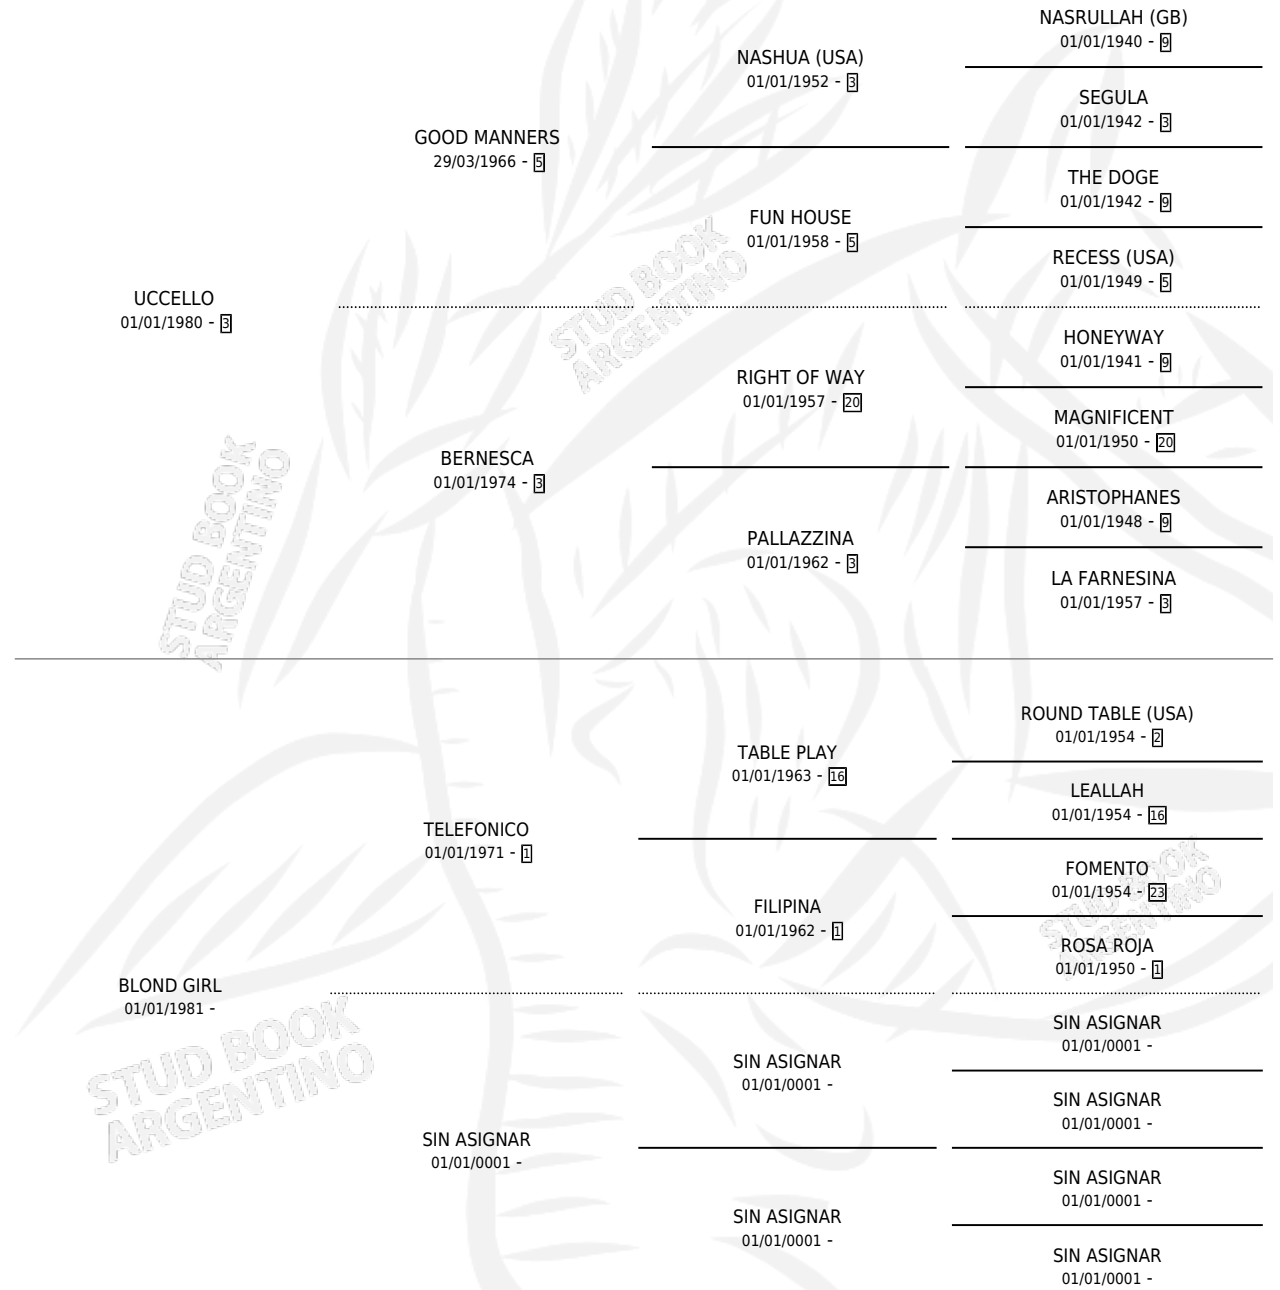 NASRULLAH (GB)
01/01/1940 - 9
NASHUA (USA)
01/01/1952 - 3
SEGULA
01/01/1942 - 3
GOOD MANNERS
29/03/1966 - 5
THE DOGE
01/01/1942 - 9
FUN HOUSE
01/01/1958 - 5
RECESS (USA)
01/01/1949 - 5
UCCELLO
01/01/1980 - 3
HONEYWAY
01/01/1941 - 9
RIGHT OF WAY
01/01/1957 - 20
MAGNIFICENT
01/01/1950 - 20
BERNESCA
01/01/1974 - 3
ARISTOPHANES
01/01/1948 - 9
PALLAZZINA
01/01/1962 - 3
LA FARNESINA
01/01/1957 - 3
ROUND TABLE (USA)
01/01/1954 - 2
TABLE PLAY
01/01/1963 - 16
LEALLAH
01/01/1954 - 16
TELEFONICO
01/01/1971 - 1
FOMENTO
01/01/1954 - 23
FILIPINA
01/01/1962 - 1
ROSA ROJA
01/01/1950 - 1
BLOND GIRL
01/01/1981 -
SIN ASIGNAR
01/01/0001 -
SIN ASIGNAR
01/01/0001 -
SIN ASIGNAR
01/01/0001 -
SIN ASIGNAR
01/01/0001 -
SIN ASIGNAR
01/01/0001 -
SIN ASIGNAR
01/01/0001 -
SIN ASIGNAR
01/01/0001 -
STUD BOOK
ARGENTINO
STUD BOOK
ARGENTINO
STUD BOOK
ARGENTINO
STUD BOOK
ARGENTINO